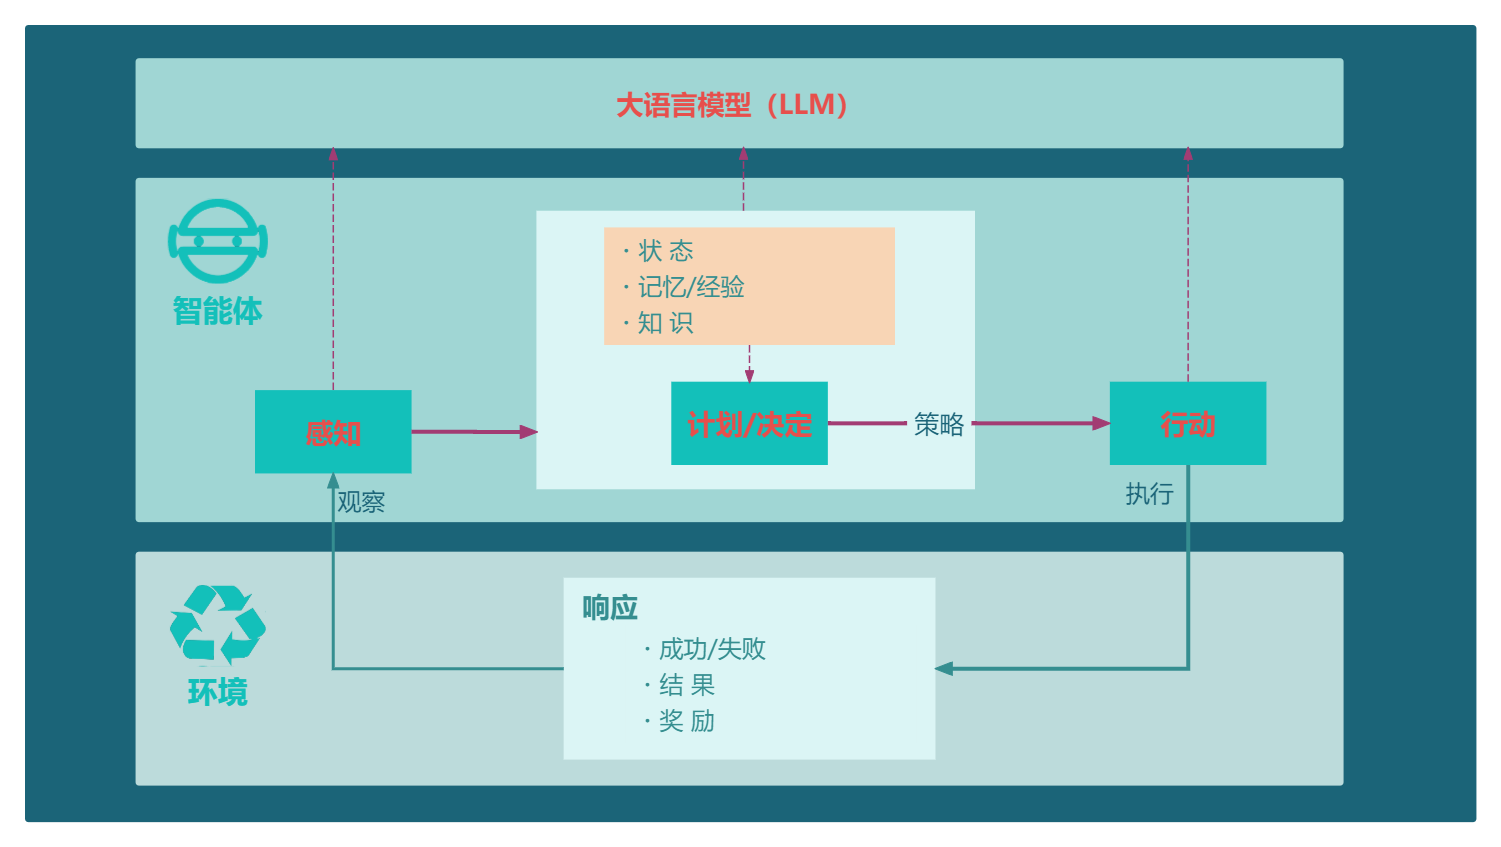 大语言模型（LLM）
智能体
· 状 态
· 记忆/经验
· 知 识
感知
计划/决定
策略
行动
观察
执行
环境
响应
· 成功/失败
· 结 果
· 奖 励